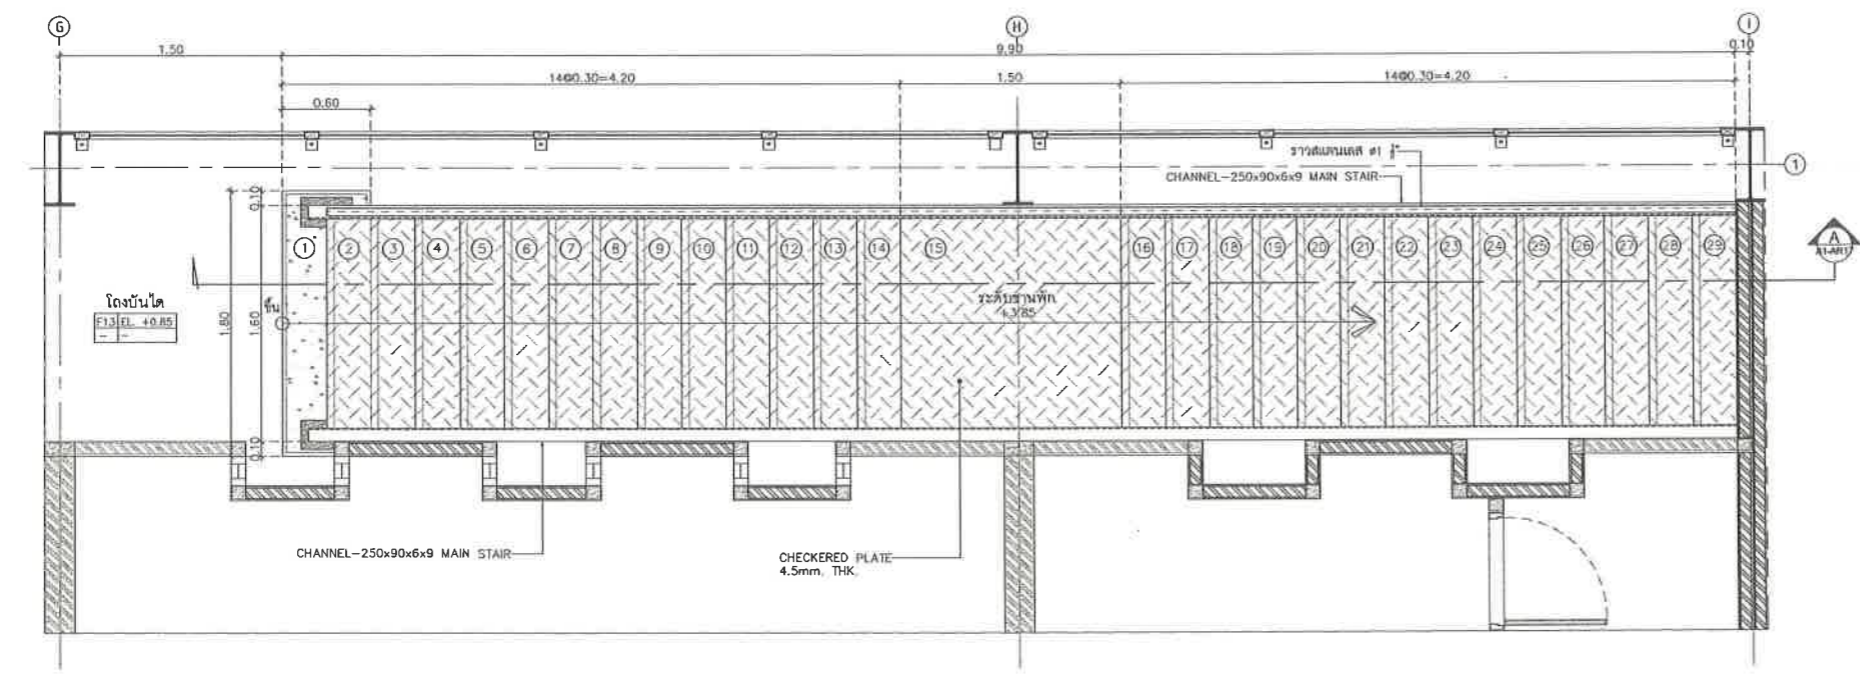 G
H
I
1.50
9.90
0.10
14@0.30=4.20
1.50
14@0.30=4.20
0.60
ราวสแตนเลส ø1 ½"
1
CHANNEL-250x90x6x9 MAIN STAIR
0.10
1 2 3 4 5 6 7 8 9 10 11 12 13 14 15 16 17 18 19 20 21 22 23 24 25 26 27 28 29
A
โถงบันได
F13 EL. +0.85
- -
ขึ้น
ระดับชานพัก
+3.85
1.80
1.60
0.10
CHANNEL-250x90x6x9 MAIN STAIR
CHECKERED PLATE
4.5mm. THK.